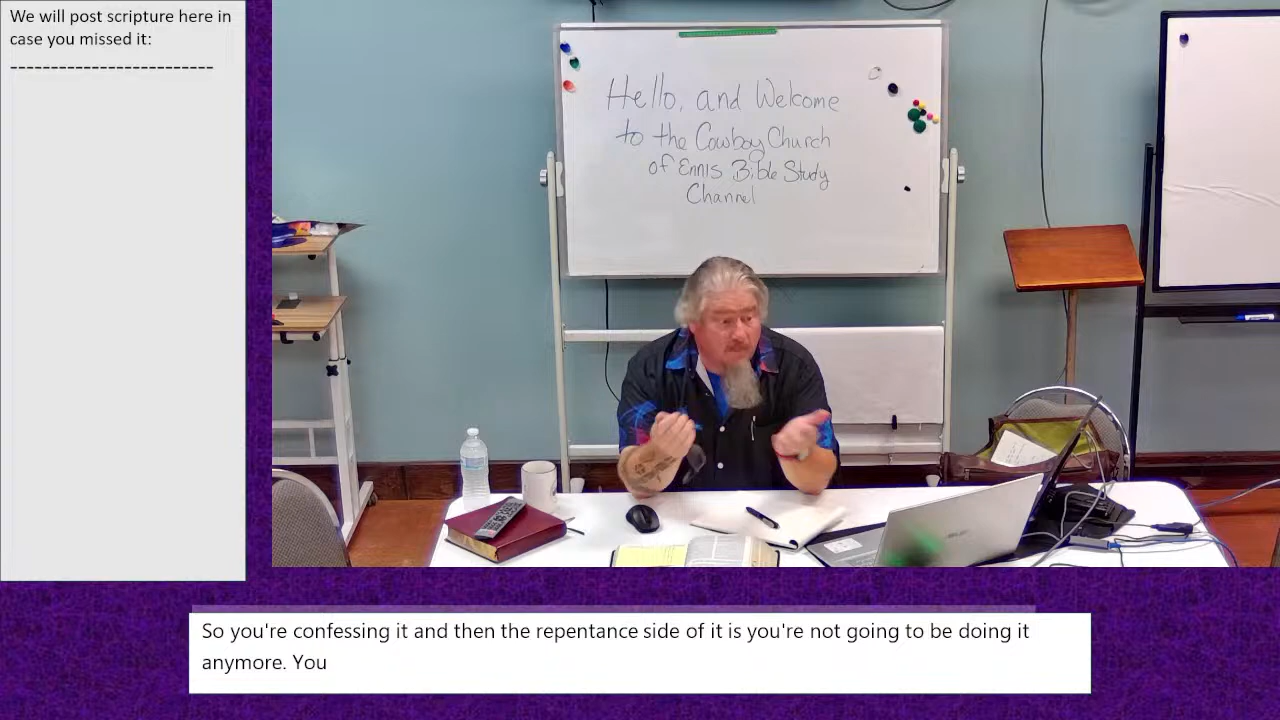 We will post scripture here in
case you missed it:
-------------------------
Hello, and Welcome
to the Cowboy Church
of Ennis Bible Study
Channel
So you're confessing it and then the repentance side of it is you're not going to be doing it
anymore. You